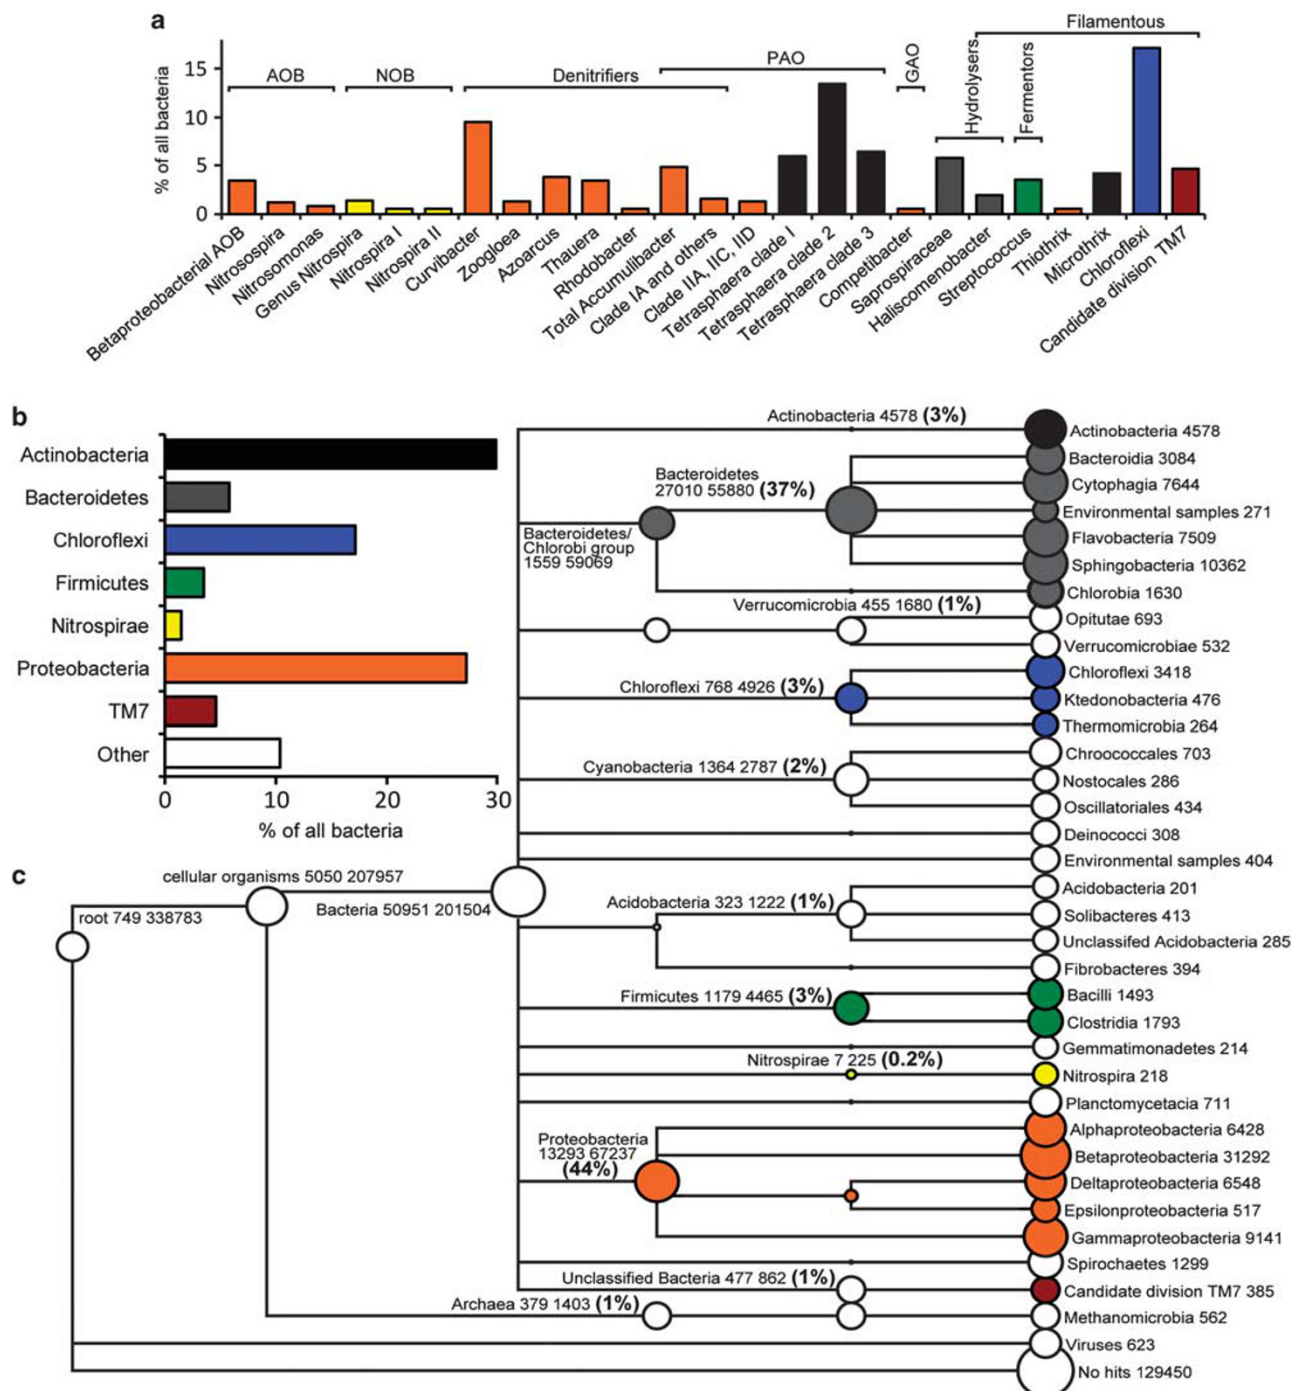 a
Filamentous
PAO
GAO
Hydrolysers
Fermentors
AOB
NOB
Denitrifiers
% of all bacteria
15
10
5
0
Betaproteobacterial AOB
Nitrosospira
Nitrosomonas
Genus Nitrospira
Nitrospira I
Nitrospira II
Curvibacter
Zoogloea
Azoarcus
Thauera
Rhodobacter
Total Accumulibacter
Clade IA and others
Clade IIA, IIC, IID
Tetrasphaera clade I
Tetrasphaera clade 2
Tetrasphaera clade 3
Competibacter
Saprospiraceae
Haliscomenobacter
Streptococcus
Thiothrix
Microthrix
Chloroflexi
Candidate division TM7
b
Actinobacteria
Bacteroidetes
Chloroflexi
Firmicutes
Nitrospirae
Proteobacteria
TM7
Other
0
10
20
30
% of all bacteria
c
root 749 338783
cellular organisms 5050 207957
Bacteria 50951 201504
Actinobacteria 4578 (3%)
Actinobacteria 4578
Bacteroidetes
27010 55880 (37%)
Bacteroidetes/
Chlorobi group
1559 59069
Bacteroidia 3084
Cytophagia 7644
Environmental samples 271
Flavobacteria 7509
Sphingobacteria 10362
Chlorobia 1630
Verrucomicrobia 455 1680 (1%)
Opitutae 693
Verrucomicrobiae 532
Chloroflexi 768 4926 (3%)
Chloroflexi 3418
Ktedonobacteria 476
Thermomicrobia 264
Cyanobacteria 1364 2787 (2%)
Chroococcales 703
Nostocales 286
Oscillatoriales 434
Deinococci 308
Environmental samples 404
Acidobacteria 323 1222 (1%)
Acidobacteria 201
Solibacteres 413
Unclassifed Acidobacteria 285
Fibrobacteres 394
Firmicutes 1179 4465 (3%)
Bacilli 1493
Clostridia 1793
Gemmatimonadetes 214
Nitrospirae 7 225 (0.2%)
Nitrospira 218
Planctomycetacia 711
Proteobacteria
13293 67237
(44%)
Alphaproteobacteria 6428
Betaproteobacteria 31292
Deltaproteobacteria 6548
Epsilonproteobacteria 517
Gammaproteobacteria 9141
Spirochaetes 1299
Unclassified Bacteria 477 862 (1%)
Candidate division TM7 385
Archaea 379 1403 (1%)
Methanomicrobia 562
Viruses 623
No hits 129450